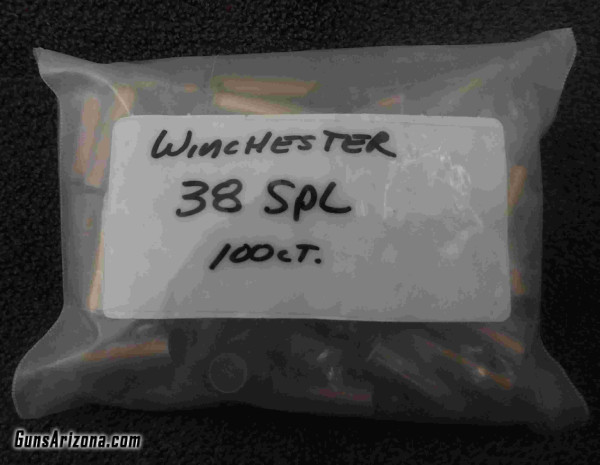 WincHESTER
38 SpL
100cT.
GunsArizona.com